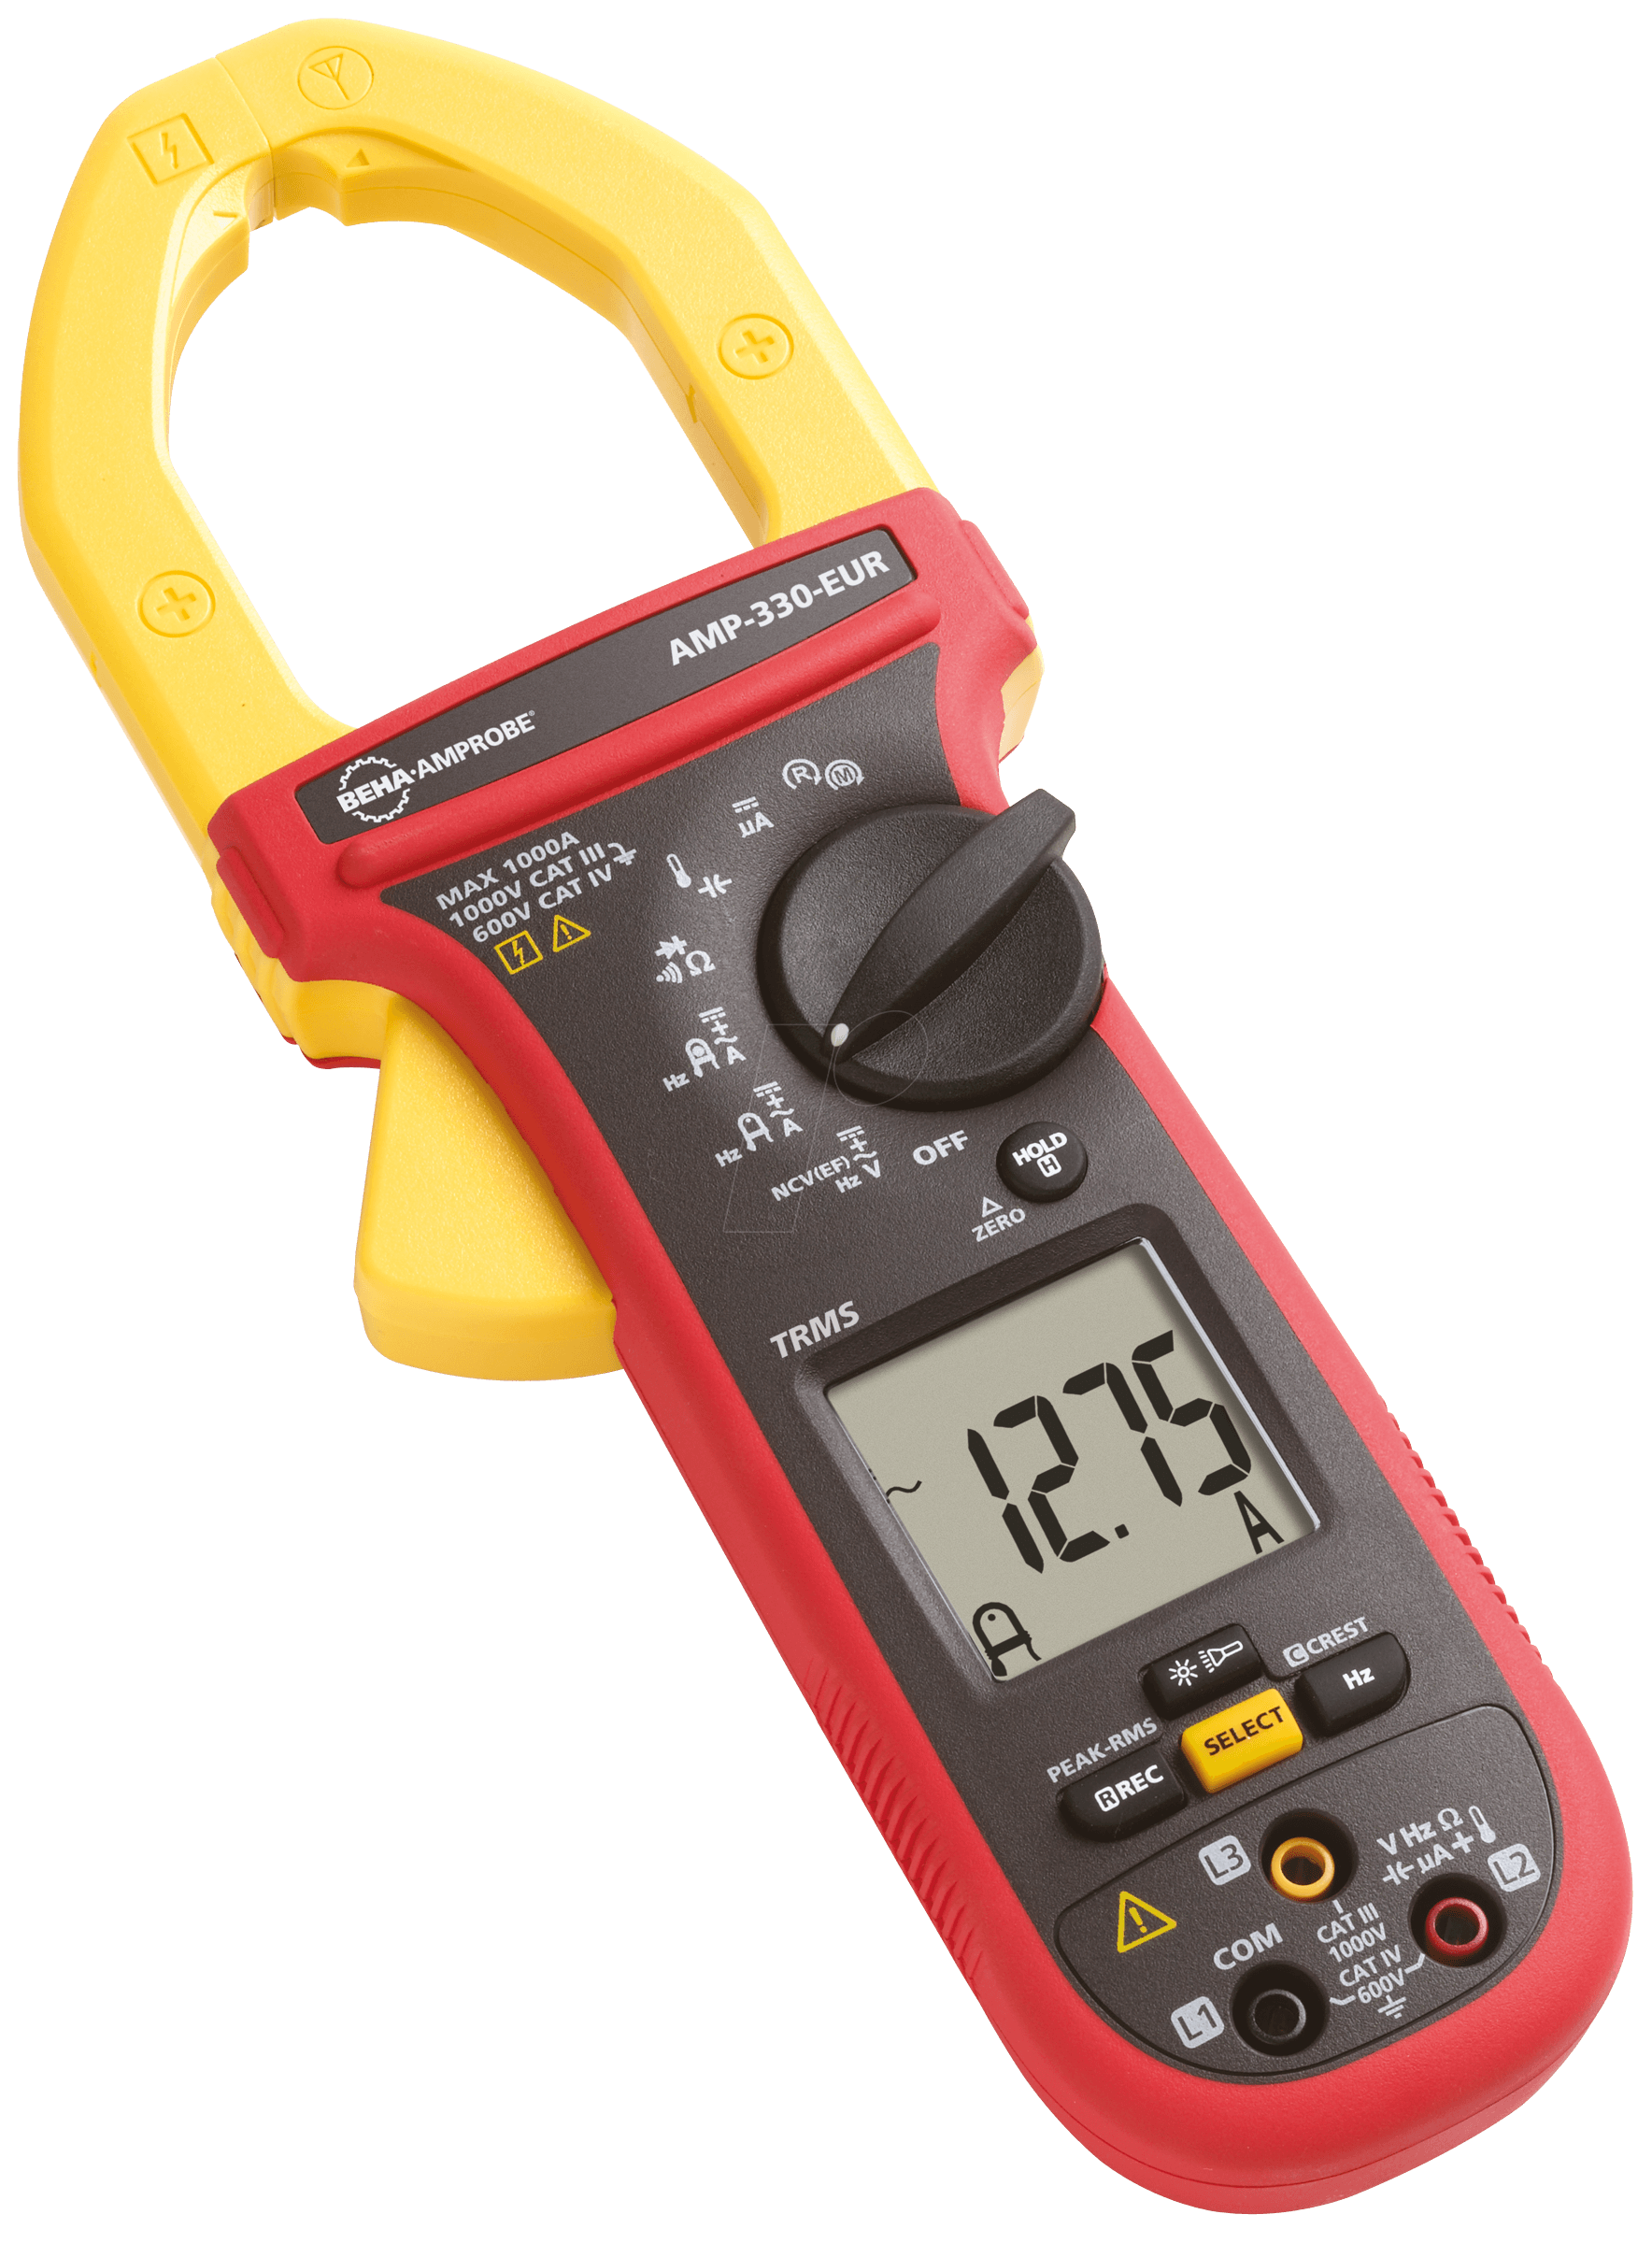 AMP-330-EUR
BEHA·AMPROBE®
MAX 1000A
1000V CAT III
600V CAT IV
R M
µA
Ω
A
Hz
A
Hz
NCV(EF)
Hz V
OFF
HOLD
H
Δ
ZERO
TRMS
~ 12.75
A
C CREST
Hz
PEAK-RMS
SELECT
R REC
L3
V Hz Ω
µA +
L2
CAT III
1000V
CAT IV
600V
COM
L1